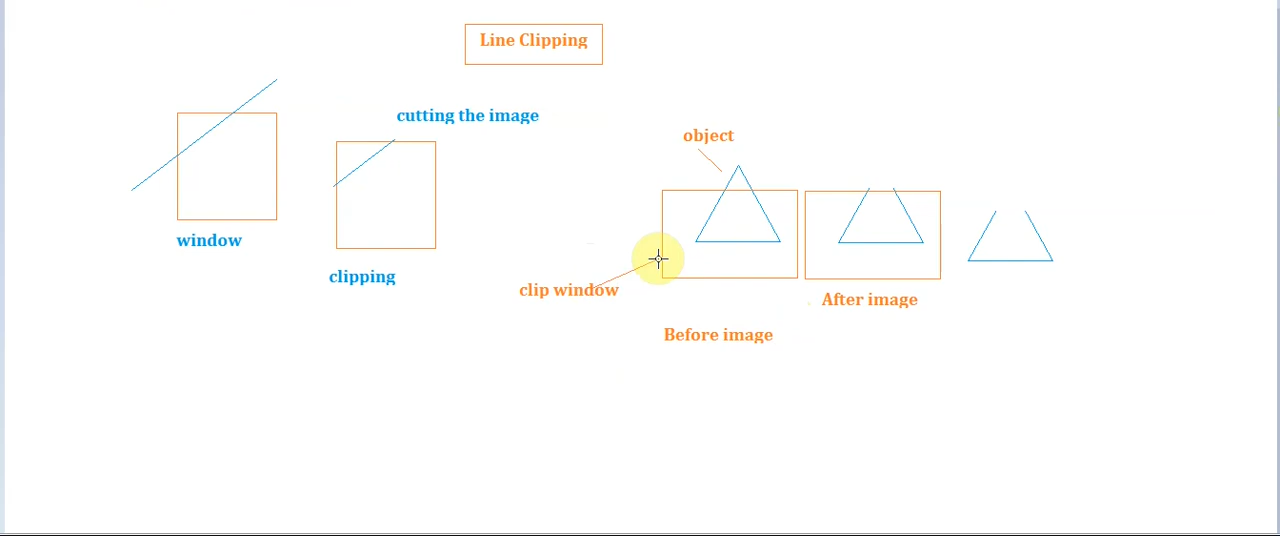 Line Clipping
cutting the image
object
window
clipping
clip window
After image
Before image